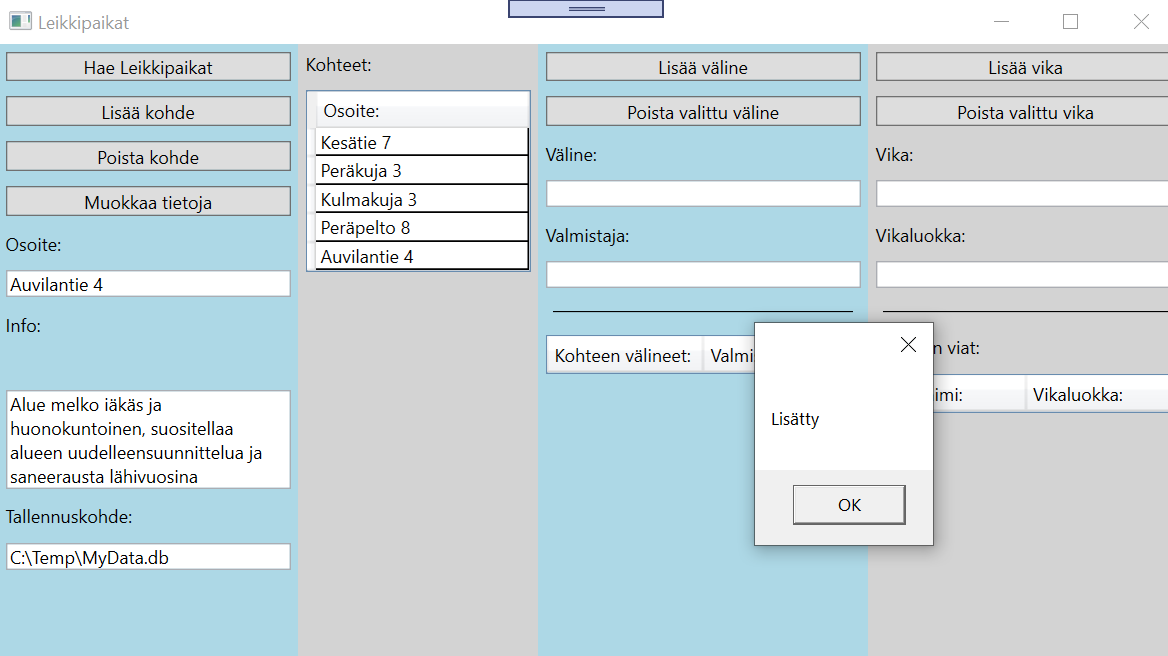 Leikkipaikat
Hae Leikkipaikat
Lisää kohde
Poista kohde
Muokkaa tietoja
Osoite:
Auvilantie 4
Info:
Alue melko iäkäs ja
huonokuntoinen, suositellaa
alueen uudelleensuunnittelua ja
saneerausta lähivuosina
Tallennuskohde:
C:\Temp\MyData.db
Kohteet:
Osoite:
Kesätie 7
Peräkuja 3
Kulmakuja 3
Peräpelto 8
Auvilantie 4
Lisää väline
Poista valittu väline
Väline:
Valmistaja:
Kohteen välineet: Valmi
Lisää vika
Poista valittu vika
Vika:
Vikaluokka:
n viat:
imi: Vikaluokka:
Lisätty
OK